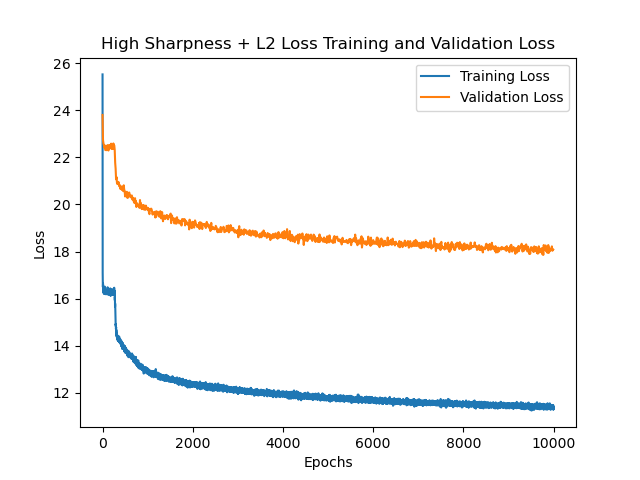 High Sharpness + L2 Loss Training and Validation Loss
Training Loss
Validation Loss
26
24
22
20
18
16
14
12
Loss
0 2000 4000 6000 8000 10000
Epochs